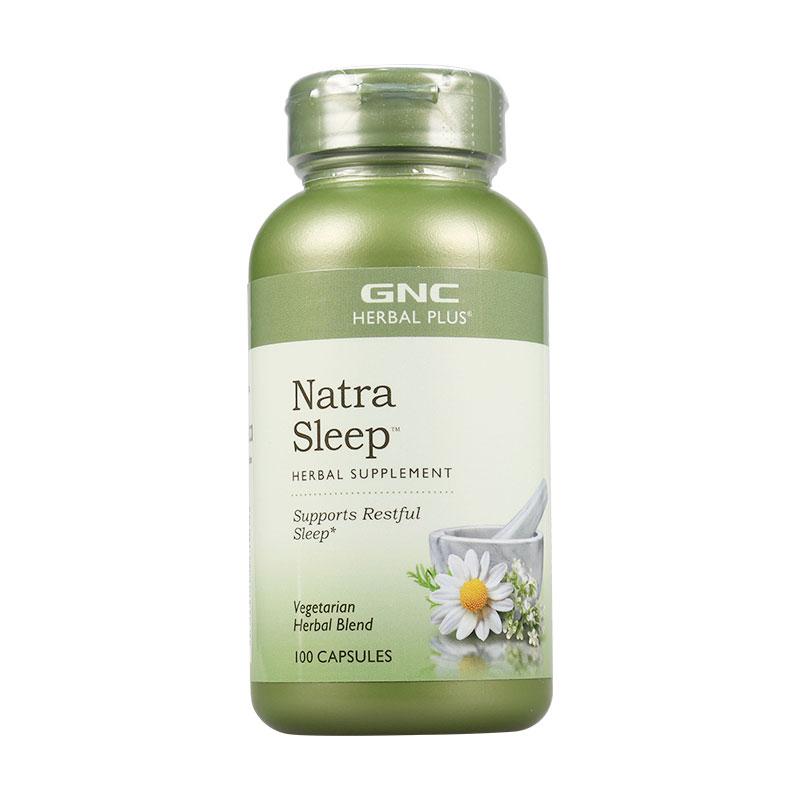 GNC
HERBAL PLUS®
Natra
Sleep™
HERBAL SUPPLEMENT
Supports Restful
Sleep*
Vegetarian
Herbal Blend
100 CAPSULES